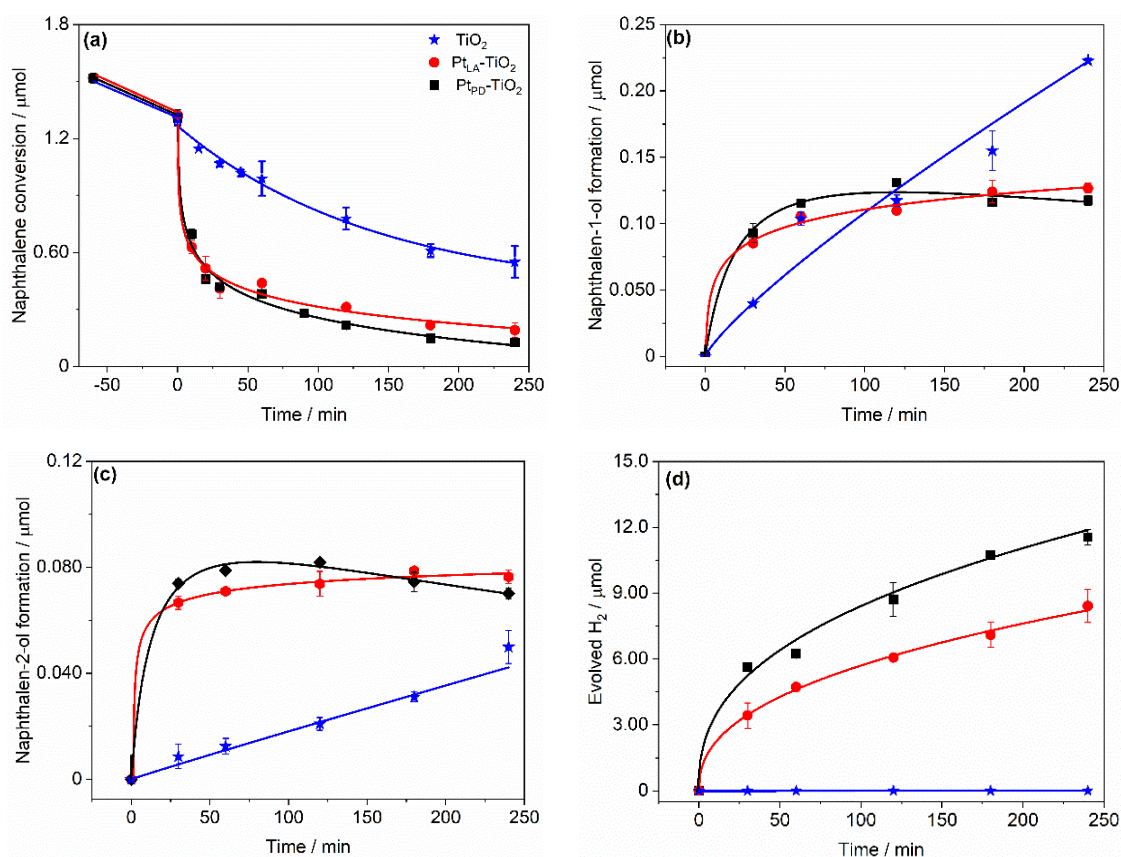 (a)
TiO2
PtLA-TiO2
PtPD-TiO2
Naphthalene conversion / μmol
1.8
1.2
0.60
0
-50 0 50 100 150 200 250
Time / min
(b)
Naphthalen-1-ol formation / μmol
0.25
0.20
0.15
0.10
0.050
0
0 50 100 150 200 250
Time / min
(c)
Naphthalen-2-ol formation / μmol
0.12
0.080
0.040
0
0 50 100 150 200 250
Time / min
(d)
Evolved H2 / μmol
15.0
12.0
9.00
6.00
3.00
0
0 50 100 150 200 250
Time / min